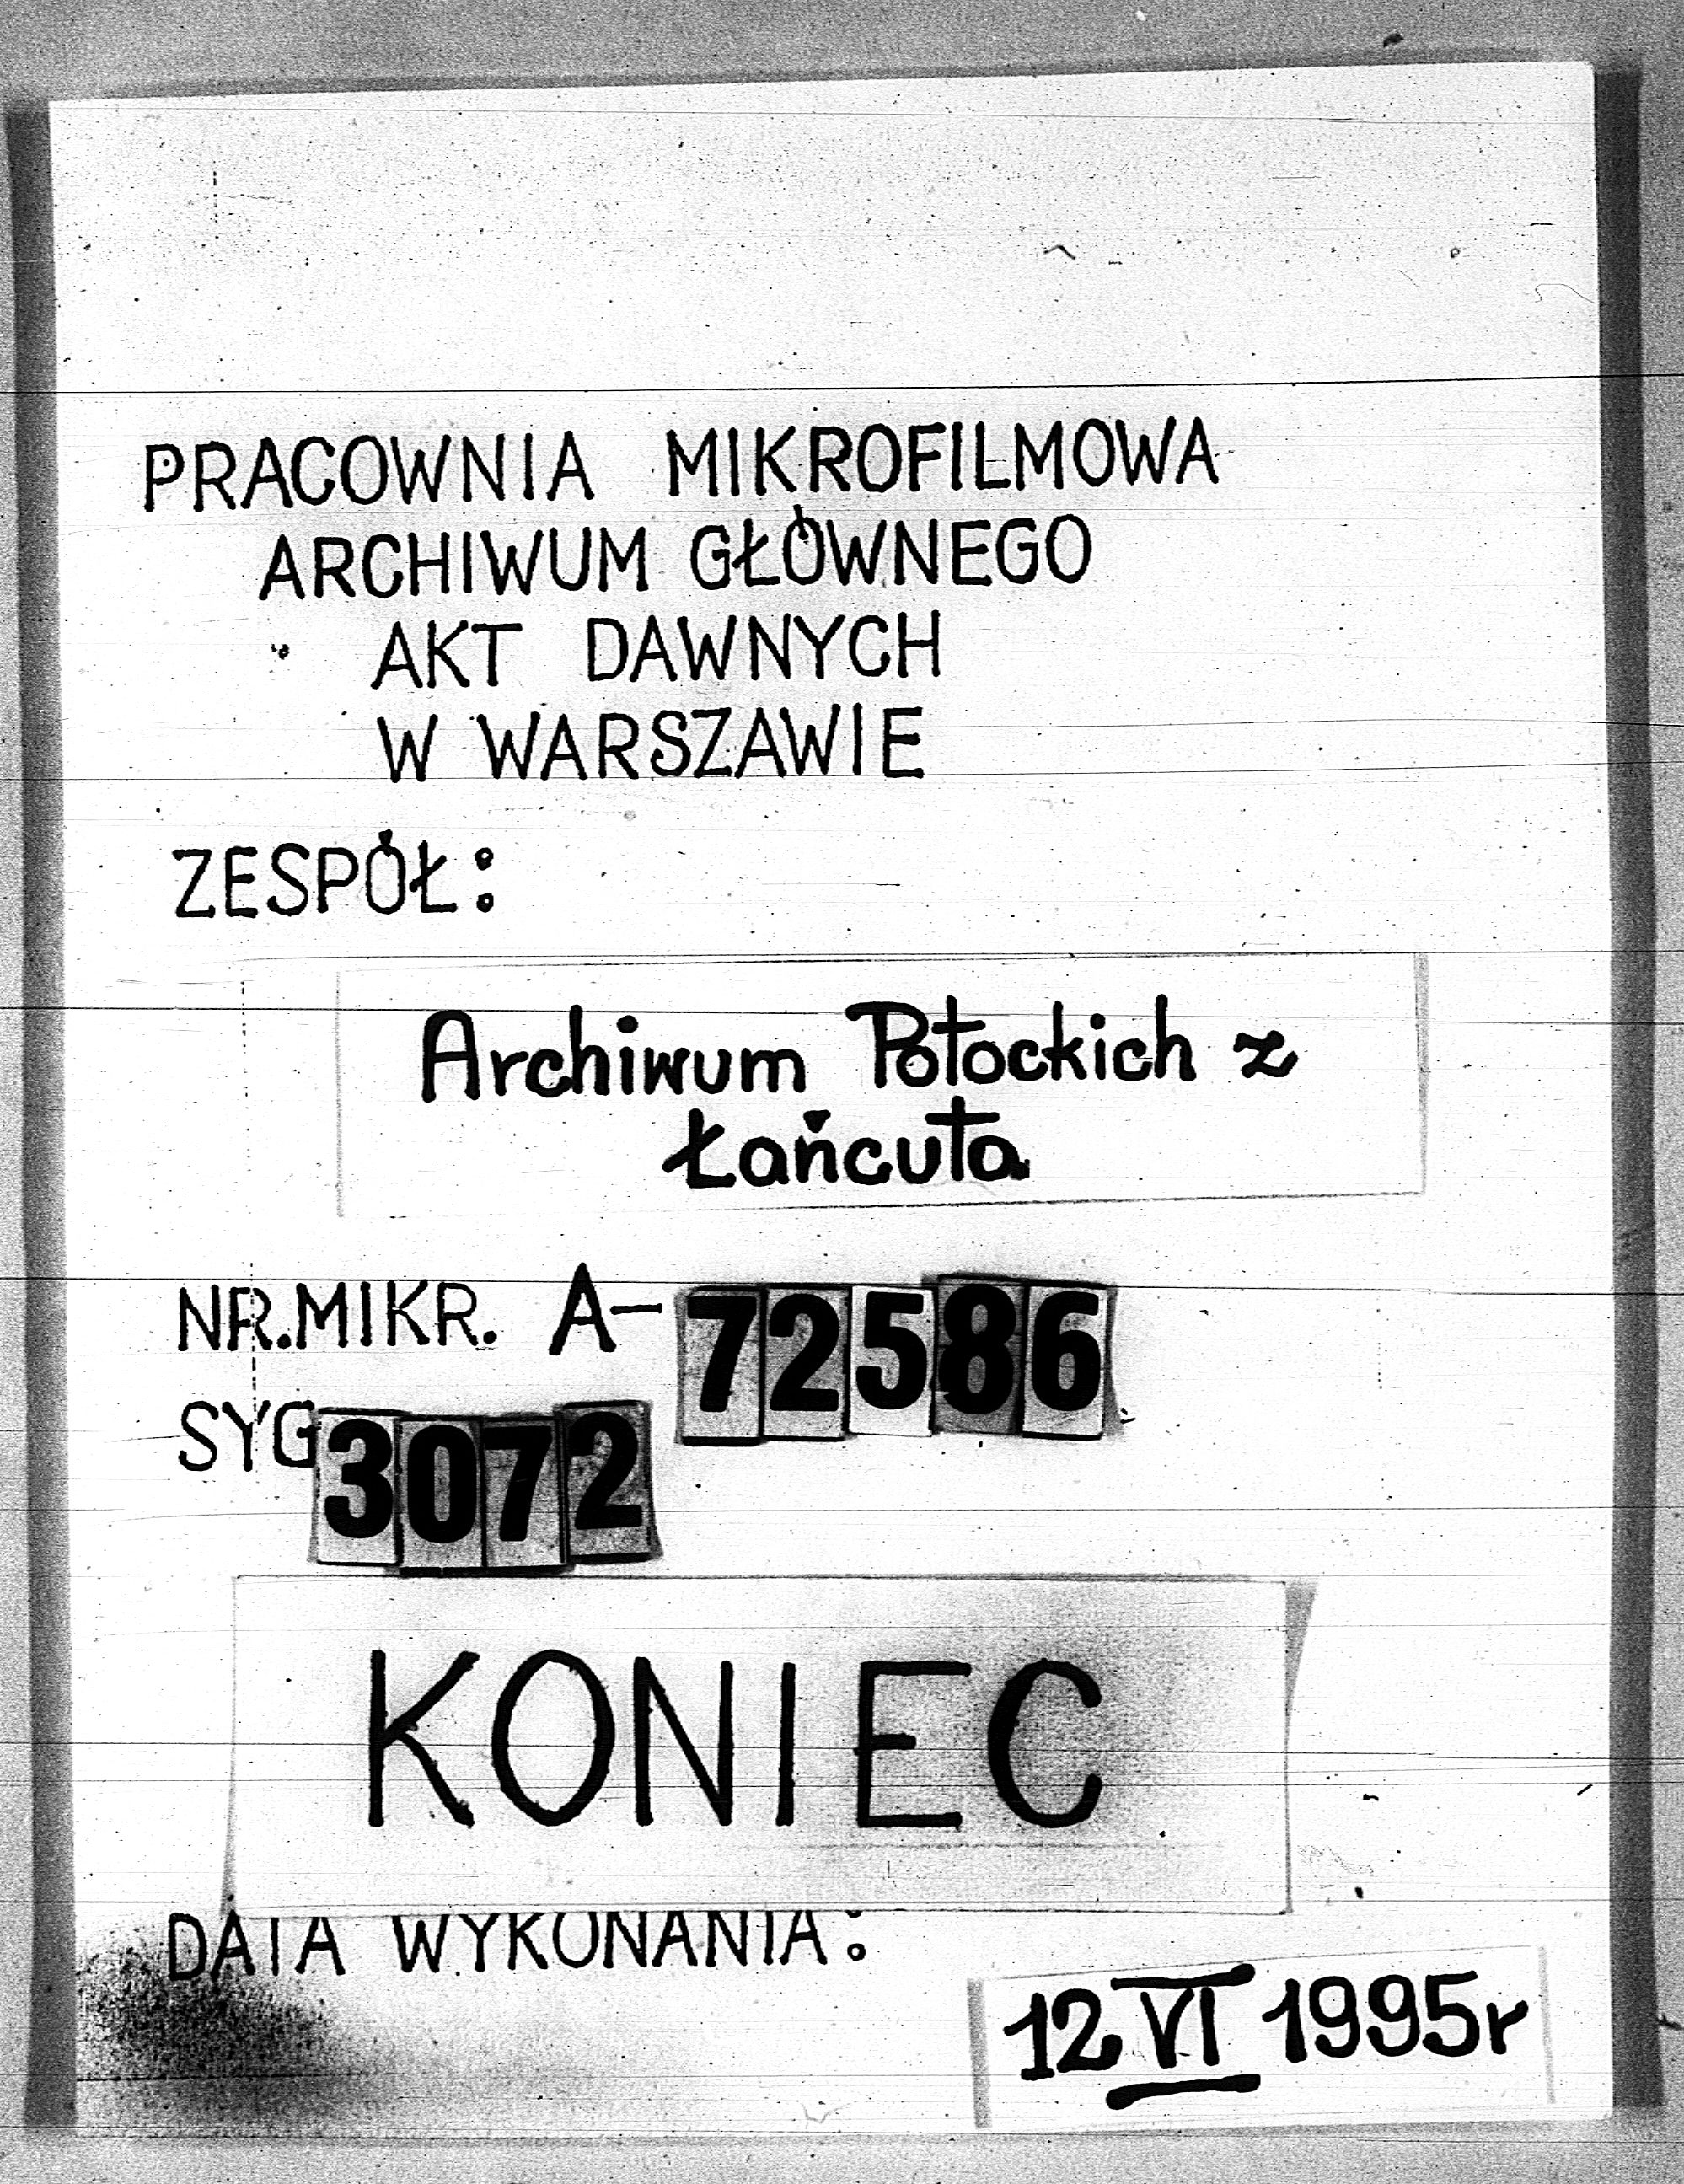 PRACOWNIA MIKROFILMOWA
ARCHIWUM GŁÓWNEGO
AKT DAWNYCH
W WARSZAWIE
ZESPÓŁ:
Archiwum Potockich z
Łańcuta
NR.MIKR. A-72586
SYG 3072
KONIEC
DATA WYKONANIA:
12 VI 1995r